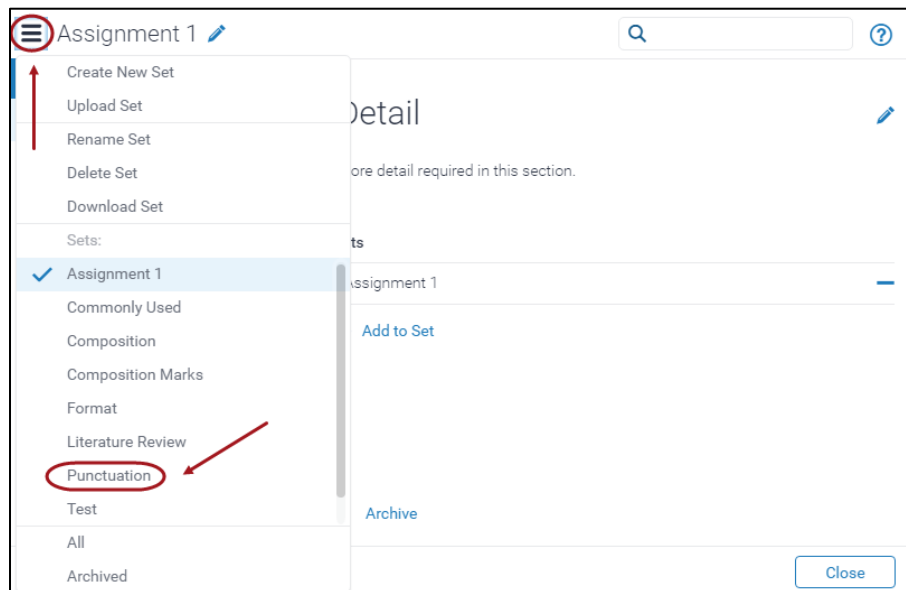 Assignment 1
Create New Set
Upload Set
Rename Set
Delete Set
Download Set
Sets:
Assignment 1
Commonly Used
Composition
Composition Marks
Format
Literature Review
Punctuation
Test
All
Archived
Detail
ore detail required in this section.
ts
Assignment 1
Add to Set
Archive
Close